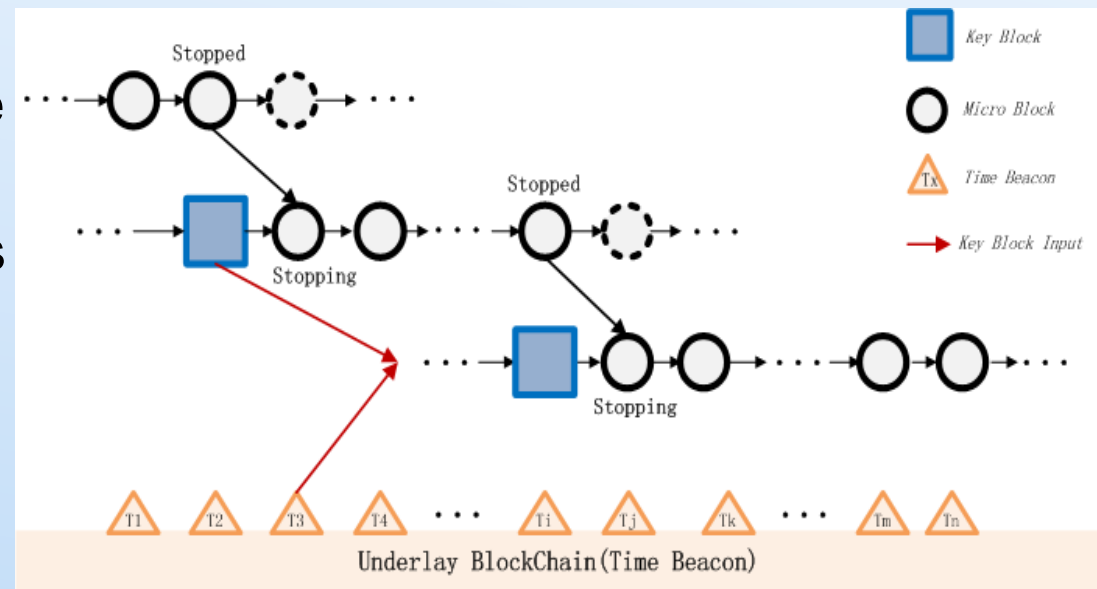 Stopped
Key Block
e ··· ···
Micro Block
Tx Time Beacon
Stopped
··· ··· ···
s
Stopping
Key Block Input
··· ··· ···
Stopping
T1 T2 T3 T4 ··· Ti Tj Tk ··· Tm Tn
Underlay BlockChain(Time Beacon)